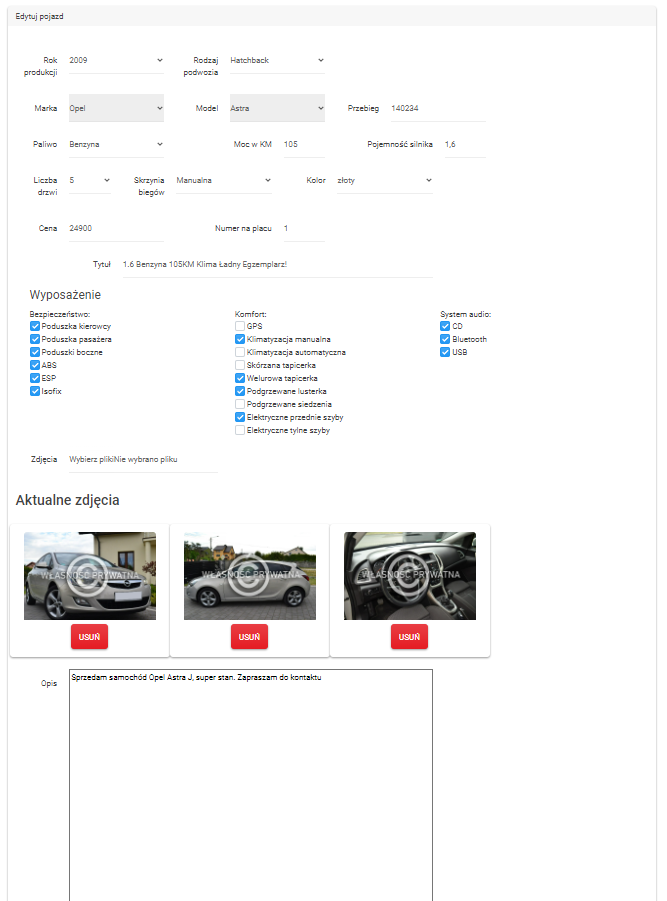 Edytuj pojazd
Rok produkcji 2009 Rodzaj podwozia Hatchback
Marka Opel Model Astra Przebieg 140234
Paliwo Benzyna Moc w KM 105 Pojemność silnika 1,6
Liczba drzwi 5 Skrzynia biegów Manualna Kolor złoty
Cena 24900 Numer na placu 1
Tytuł 1.6 Benzyna 105KM Klima Ładny Egzemplarz!
Wyposażenie
Bezpieczeństwo:
Poduszka kierowcy
Poduszka pasażera
Poduszki boczne
ABS
ESP
Isofix
Komfort:
GPS
Klimatyzacja manualna
Klimatyzacja automatyczna
Skórzana tapicerka
Welurowa tapicerka
Podgrzewane lusterka
Podgrzewane siedzenia
Elektryczne przednie szyby
Elektryczne tylne szyby
System audio:
CD
Bluetooth
USB
Zdjęcia Wybierz plikiNie wybrano pliku
Aktualne zdjęcia
WŁASNOŚĆ PRYWATNA
WŁASNOŚĆ PRYWATNA
WŁASNOŚĆ PRYWATNA
USUŃ
USUŃ
USUŃ
Opis Sprzedam samochód Opel Astra J, super stan. Zapraszam do kontaktu